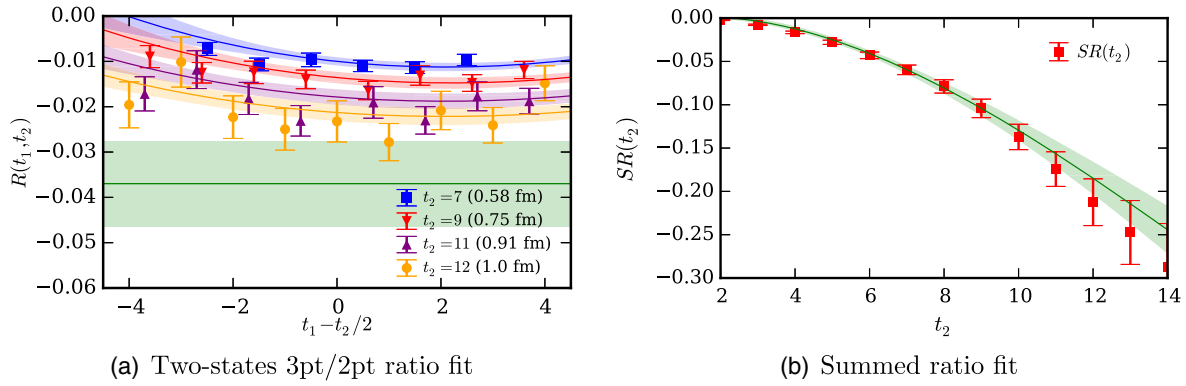 0.00
−0.01
−0.02
−0.03
−0.04
−0.05
−0.06
R(t₁,t₂)
t₂ =7 (0.58 fm)
t₂ =9 (0.75 fm)
t₂ =11 (0.91 fm)
t₂ =12 (1.0 fm)
−4 −2 0 2 4
t₁−t₂/2
(a) Two-states 3pt/2pt ratio fit
0.00
−0.05
−0.10
−0.15
−0.20
−0.25
−0.30
SR(t₂)
SR(t₂)
2 4 6 8 10 12 14
t₂
(b) Summed ratio fit